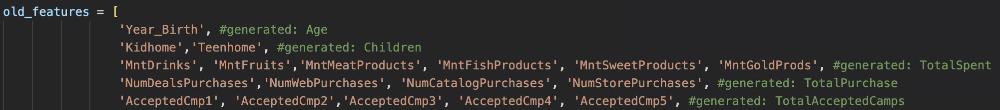 old_features = [
'Year_Birth', #generated: Age
'Kidhome','Teenhome', #generated: Children
'MntDrinks', 'MntFruits','MntMeatProducts', 'MntFishProducts', 'MntSweetProducts', 'MntGoldProds', #generated: TotalSpent
'NumDealsPurchases','NumWebPurchases', 'NumCatalogPurchases', 'NumStorePurchases', #generated: TotalPurchase
'AcceptedCmp1', 'AcceptedCmp2','AcceptedCmp3', 'AcceptedCmp4', 'AcceptedCmp5', #generated: TotalAcceptedCamps